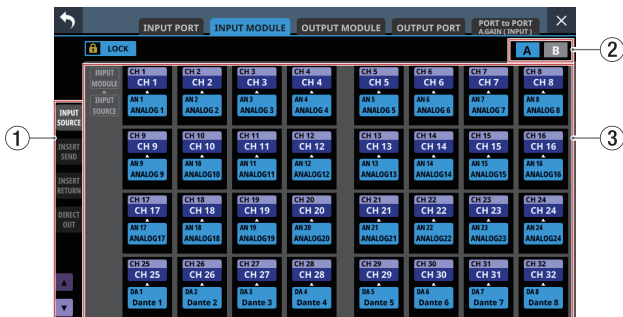 INPUT PORT INPUT MODULE OUTPUT MODULE OUTPUT PORT PORT to PORT
A.GAIN ( INPUT )
LOCK A B
2
INPUT MODULE
INPUT SOURCE
CH 1 CH 2 CH 3 CH 4 CH 5 CH 6 CH 7 CH 8
CH 1 CH 2 CH 3 CH 4 CH 5 CH 6 CH 7 CH 8
AN 1 AN 2 AN 3 AN 4 AN 5 AN 6 AN 7 AN 8
ANALOG 1 ANALOG 2 ANALOG 3 ANALOG 4 ANALOG 5 ANALOG 6 ANALOG 7 ANALOG 8
1
INPUT SOURCE
INSERT SEND
INSERT RETURN
DIRECT OUT
3
CH 9 CH 10 CH 11 CH 12 CH 13 CH 14 CH 15 CH 16
CH 9 CH 10 CH 11 CH 12 CH 13 CH 14 CH 15 CH 16
AN 9 AN 10 AN 11 AN 12 AN 13 AN 14 AN 15 AN 16
ANALOG 9 ANALOG10 ANALOG11 ANALOG12 ANALOG13 ANALOG14 ANALOG15 ANALOG16
CH 17 CH 18 CH 19 CH 20 CH 21 CH 22 CH 23 CH 24
CH 17 CH 18 CH 19 CH 20 CH 21 CH 22 CH 23 CH 24
AN 17 AN 18 AN 19 AN 20 AN 21 AN 22 AN 23 AN 24
ANALOG17 ANALOG18 ANALOG19 ANALOG20 ANALOG21 ANALOG22 ANALOG23 ANALOG24
CH 25 CH 26 CH 27 CH 28 CH 29 CH 30 CH 31 CH 32
CH 25 CH 26 CH 27 CH 28 CH 29 CH 30 CH 31 CH 32
DA 1 DA 2 DA 3 DA 4 DA 5 DA 6 DA 7 DA 8
Dante 1 Dante 2 Dante 3 Dante 4 Dante 5 Dante 6 Dante 7 Dante 8